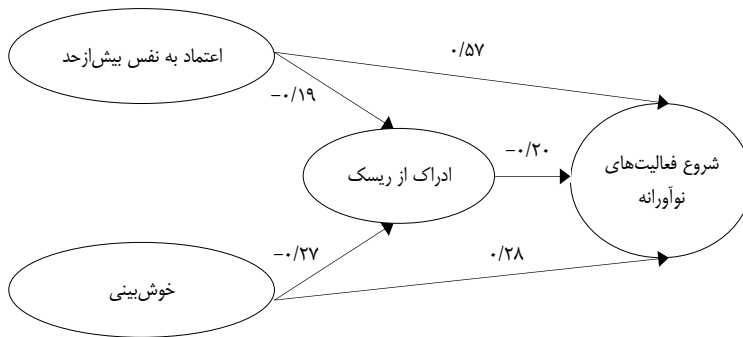 اعتماد به نفس بیش‌ازحد
۰/۵۷
−۰/۱۹
ادراک از ریسک
−۰/۲۰
شروع فعالیت‌های
نوآورانه
−۰/۲۷
۰/۲۸
خوش‌بینی